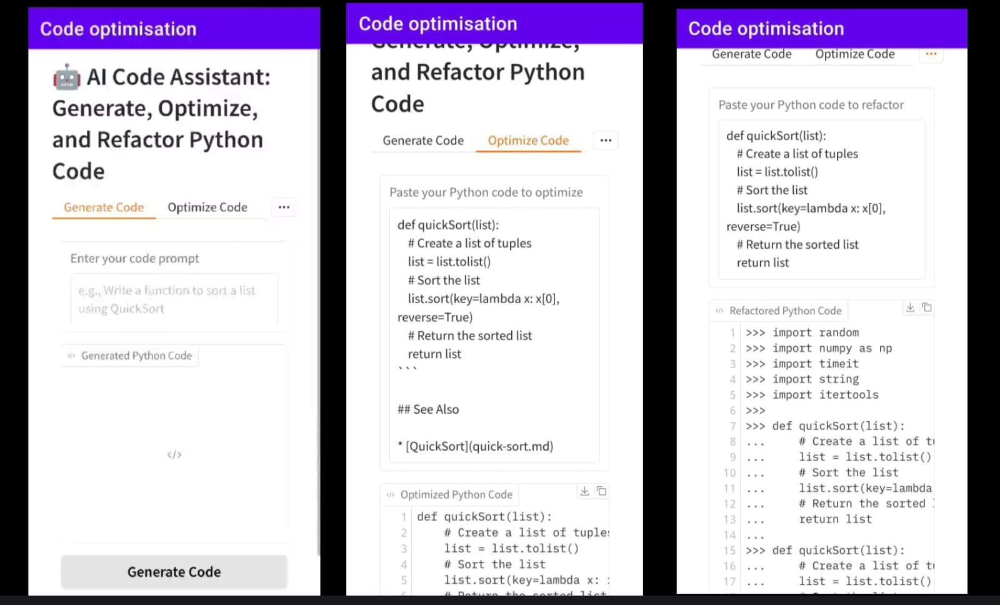 Code optimisation
🤖 AI Code Assistant:
Generate, Optimize,
and Refactor Python
Code
Generate Code Optimize Code ...
Enter your code prompt
e.g., Write a function to sort a list
using QuickSort
</> Generated Python Code
</>
Generate Code
Code optimisation
Generate, Optimize,
and Refactor Python
Code
Generate Code Optimize Code ...
Paste your Python code to optimize
def quickSort(list):
    # Create a list of tuples
    list = list.tolist()
    # Sort the list
    list.sort(key=lambda x: x[0],
reverse=True)
    # Return the sorted list
    return list
```
## See Also
* [QuickSort](quick-sort.md)
</> Optimized Python Code
1 def quickSort(list):
2     # Create a list of tuples
3     list = list.tolist()
4     # Sort the list
5     list.sort(key=lambda x:
6     # Return the sorted list
Code optimisation
Generate Code Optimize Code ...
Paste your Python code to refactor
def quickSort(list):
    # Create a list of tuples
    list = list.tolist()
    # Sort the list
    list.sort(key=lambda x: x[0],
reverse=True)
    # Return the sorted list
    return list
</> Refactored Python Code
1 >>> import random
2 >>> import numpy as np
3 >>> import timeit
4 >>> import string
5 >>> import itertools
6 >>>
7 >>> def quickSort(list):
8 ...     # Create a list of
9 ...     list = list.tolist()
10 ...     # Sort the list
11 ...     list.sort(key=lambda
12 ...     # Return the sorted
13 ...     return list
14 ...
15 >>> def quickSort(list):
16 ...     # Create a list of
17 ...     list = list.tolist()